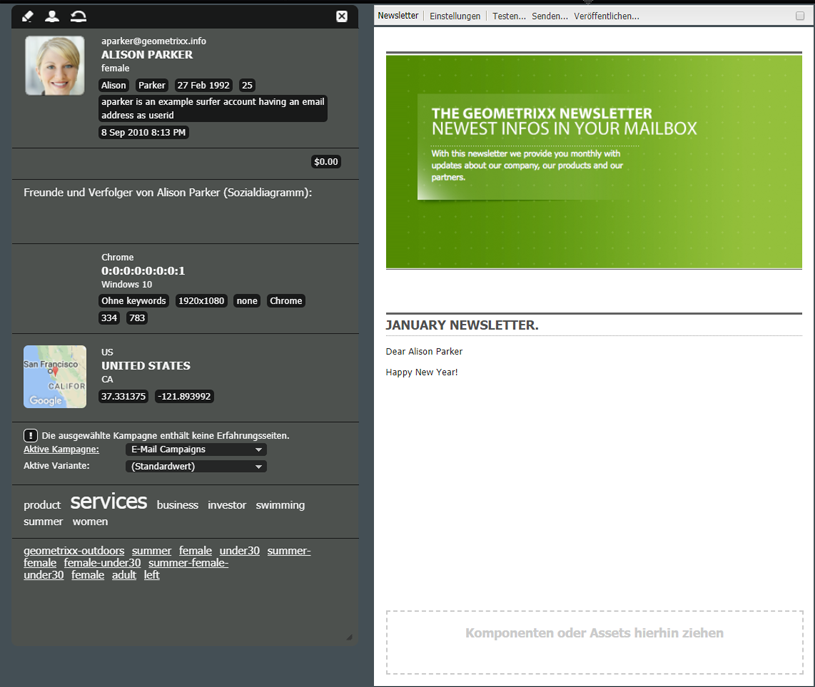 aparker@geometrixx.info
ALISON PARKER
female
Alison Parker 27 Feb 1992 25
aparker is an example surfer account having an email
address as userid
8 Sep 2010 8:13 PM
$0.00
Freunde und Verfolger von Alison Parker (Sozialdiagramm):
Chrome
0:0:0:0:0:0:0:1
Windows 10
Ohne keywords 1920x1080 none Chrome
334 783
San Francisco
CALIFOR
Google
US
UNITED STATES
CA
37.331375 -121.893992
! Die ausgewählte Kampagne enthält keine Erfahrungsseiten.
Aktive Kampagne: E-Mail Campaigns
Aktive Variante: (Standardwert)
product services business investor swimming
summer women
geometrixx-outdoors summer female under30 summer-
female female-under30 summer-female-
under30 female adult left
Newsletter Einstellungen Testen... Senden... Veröffentlichen...
THE GEOMETRIXX NEWSLETTER
NEWEST INFOS IN YOUR MAILBOX
With this newsletter we provide you monthly with
updates about our company, our products and our
partners.
JANUARY NEWSLETTER.
Dear Alison Parker
Happy New Year!
Komponenten oder Assets hierhin ziehen